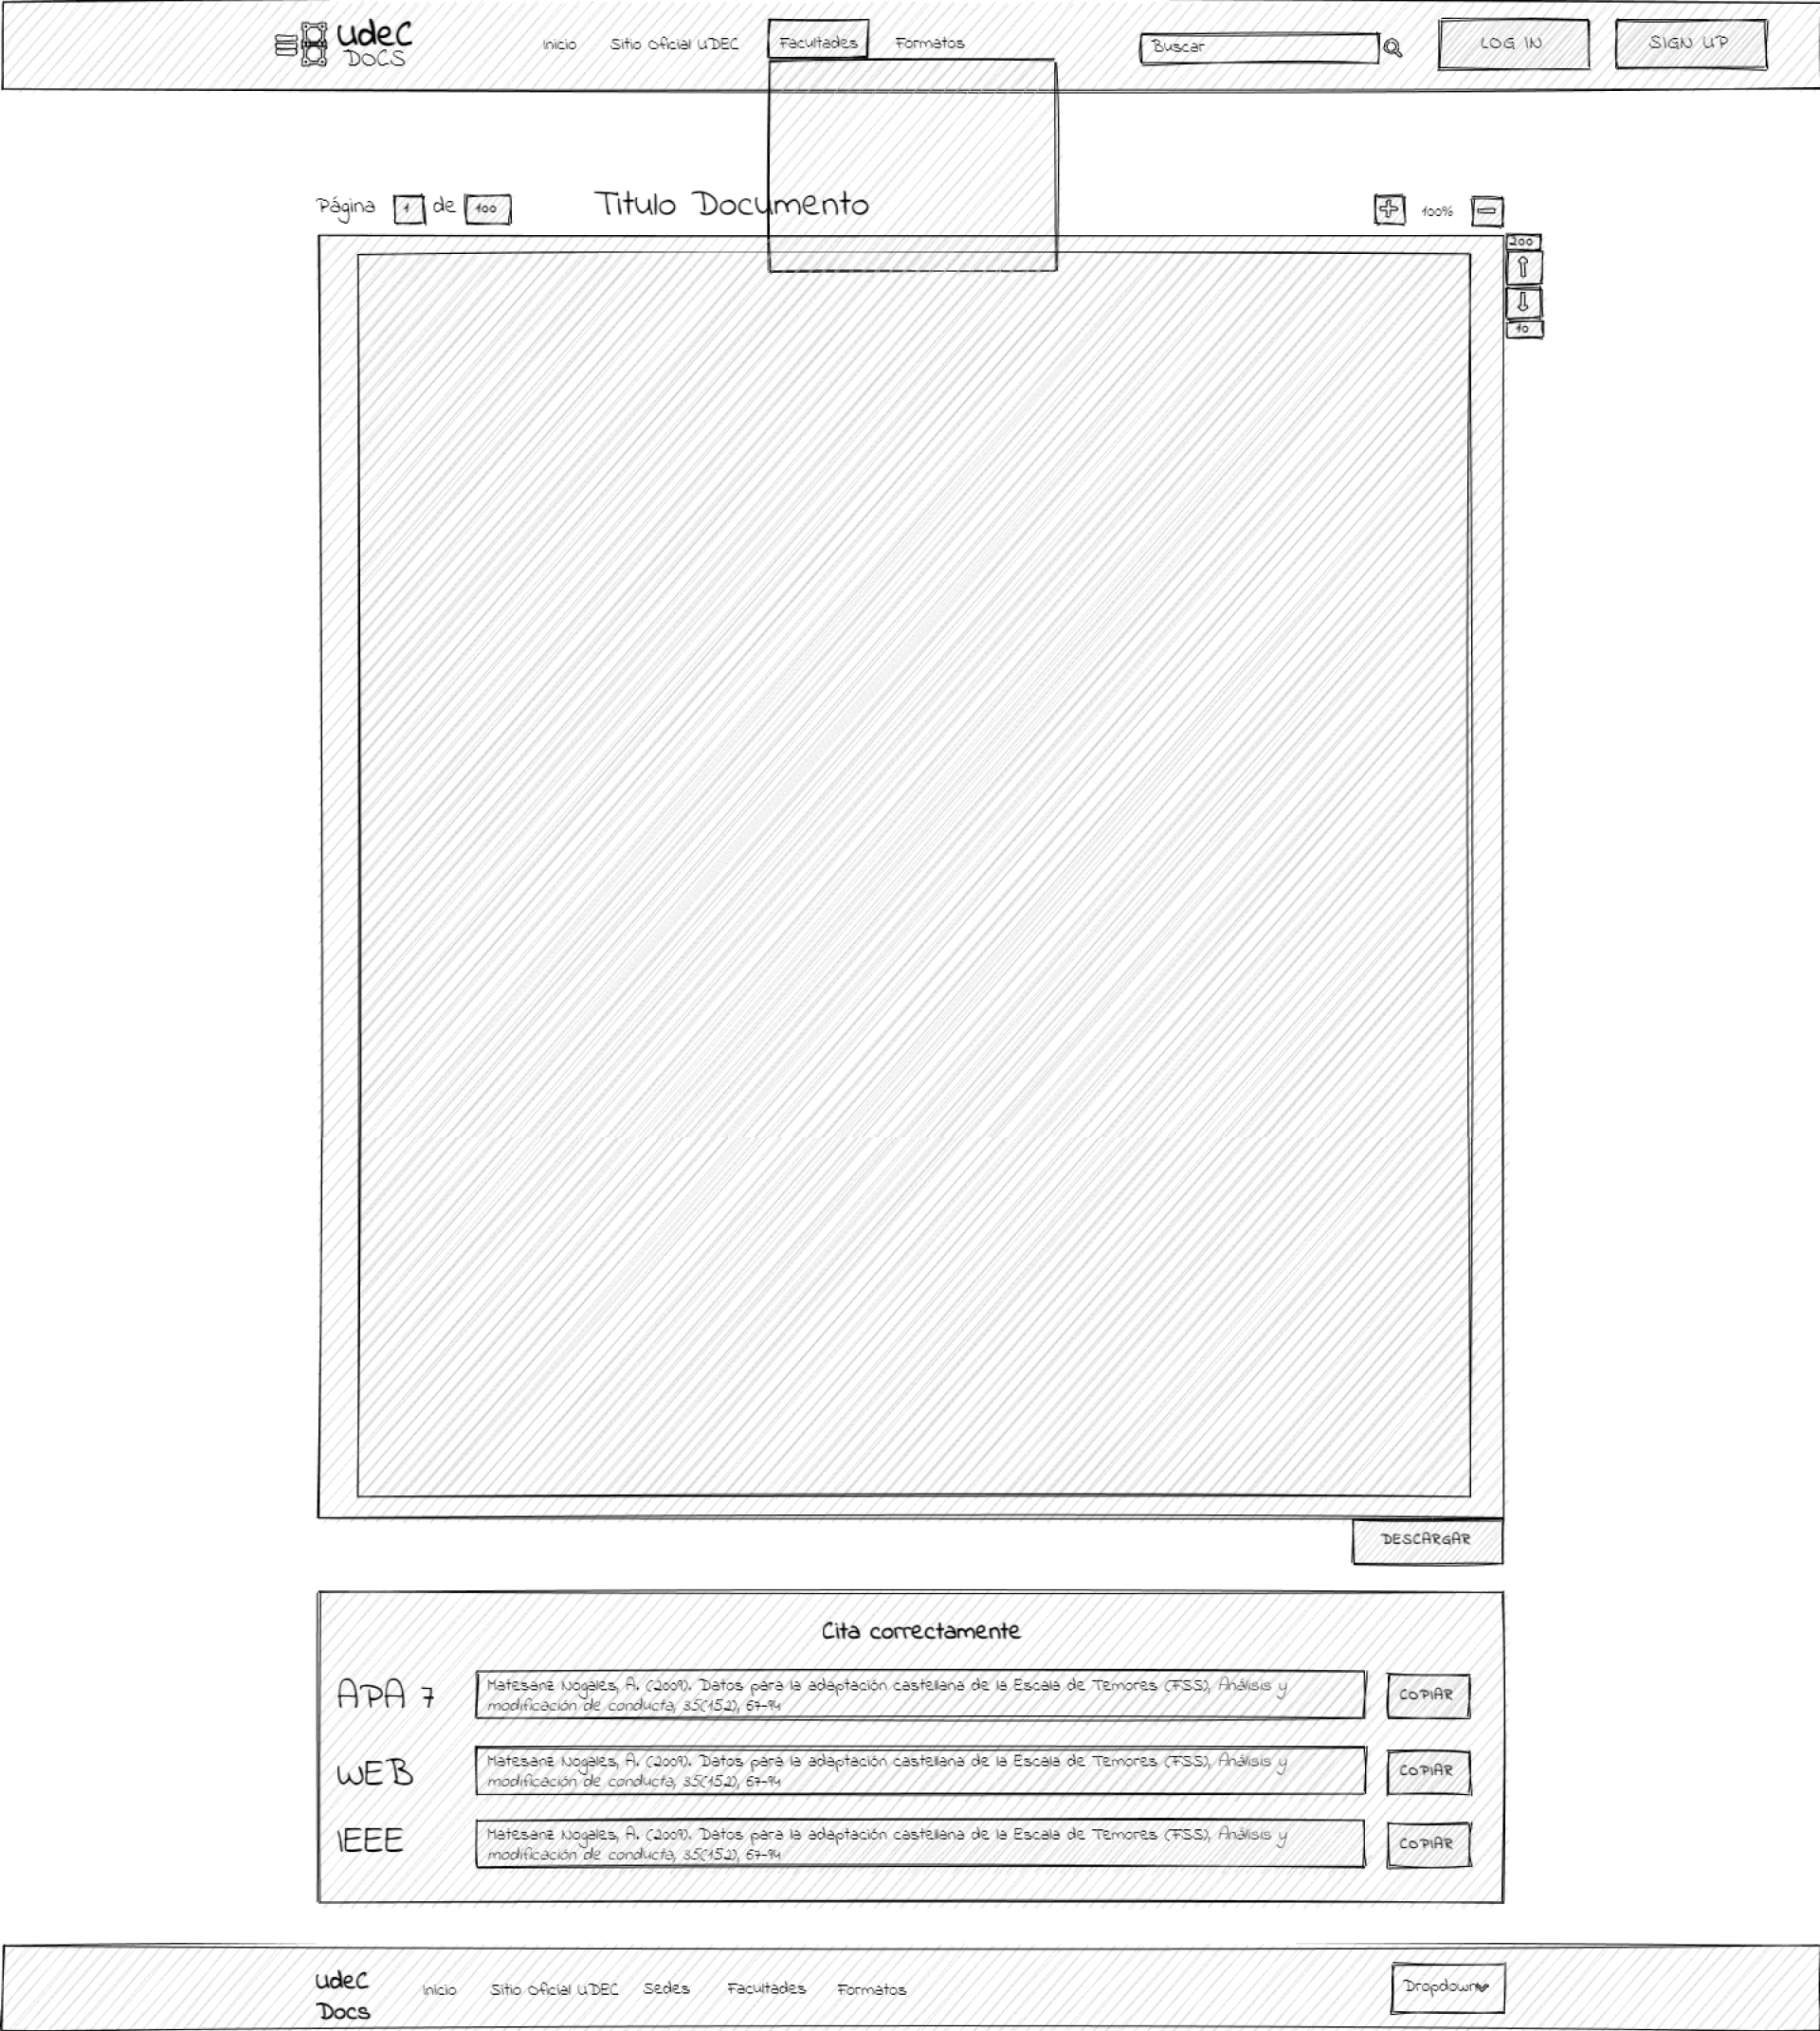 udeC
DOCS
Inicio
Sitio Oficial UDEC
Facultades
Formatos
Buscar
LOG IN
SIGN UP
Página 1 de 100
Titulo Documento
100%
200
10
DESCARGAR
Cita correctamente
APA 7
Matesanz Nogales, A. (2009). Datos para la adaptación castellana de la Escala de Temores (FSS), Análisis y
modificación de conducta, 35(152), 67-94
COPIAR
WEB
Matesanz Nogales, A. (2009). Datos para la adaptación castellana de la Escala de Temores (FSS), Análisis y
modificación de conducta, 35(152), 67-94
COPIAR
IEEE
Matesanz Nogales, A. (2009). Datos para la adaptación castellana de la Escala de Temores (FSS), Análisis y
modificación de conducta, 35(152), 67-94
COPIAR
udeC
Docs
Inicio
Sitio Oficial UDEC
Sedes
Facultades
Formatos
Dropdown